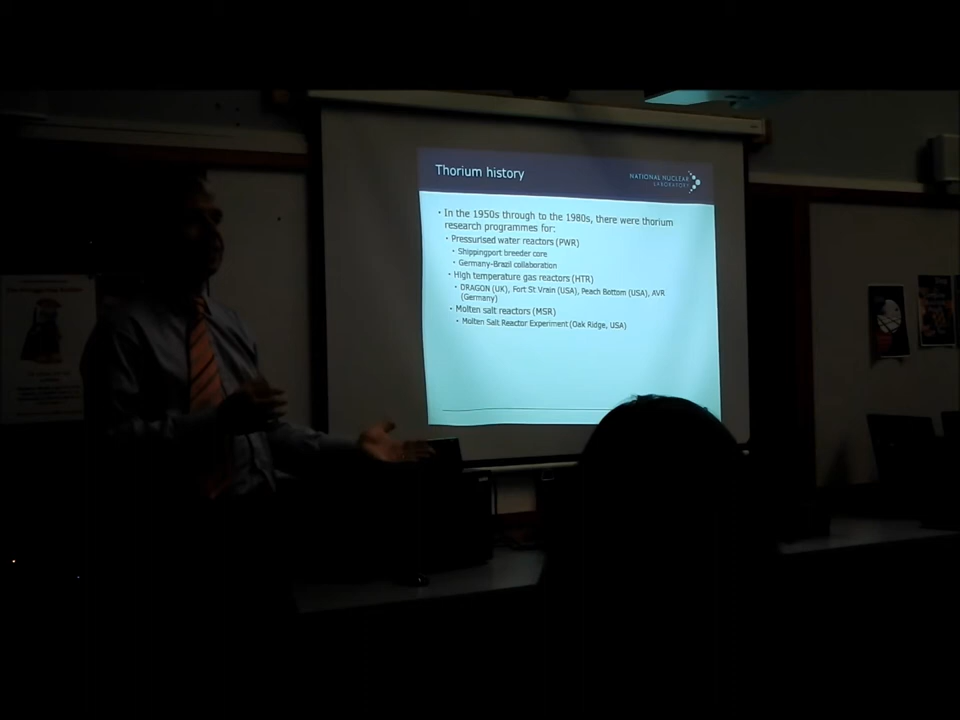 Thorium history
NATIONAL NUCLEAR
LABORATORY
• In the 1950s through to the 1980s, there were thorium
research programmes for:
• Pressurised water reactors (PWR)
• Shippingport breeder core
• Germany-Brazil collaboration
• High temperature gas reactors (HTR)
• DRAGON (UK), Fort St Vrain (USA), Peach Bottom (USA), AVR
(Germany)
• Molten salt reactors (MSR)
• Molten Salt Reactor Experiment (Oak Ridge, USA)